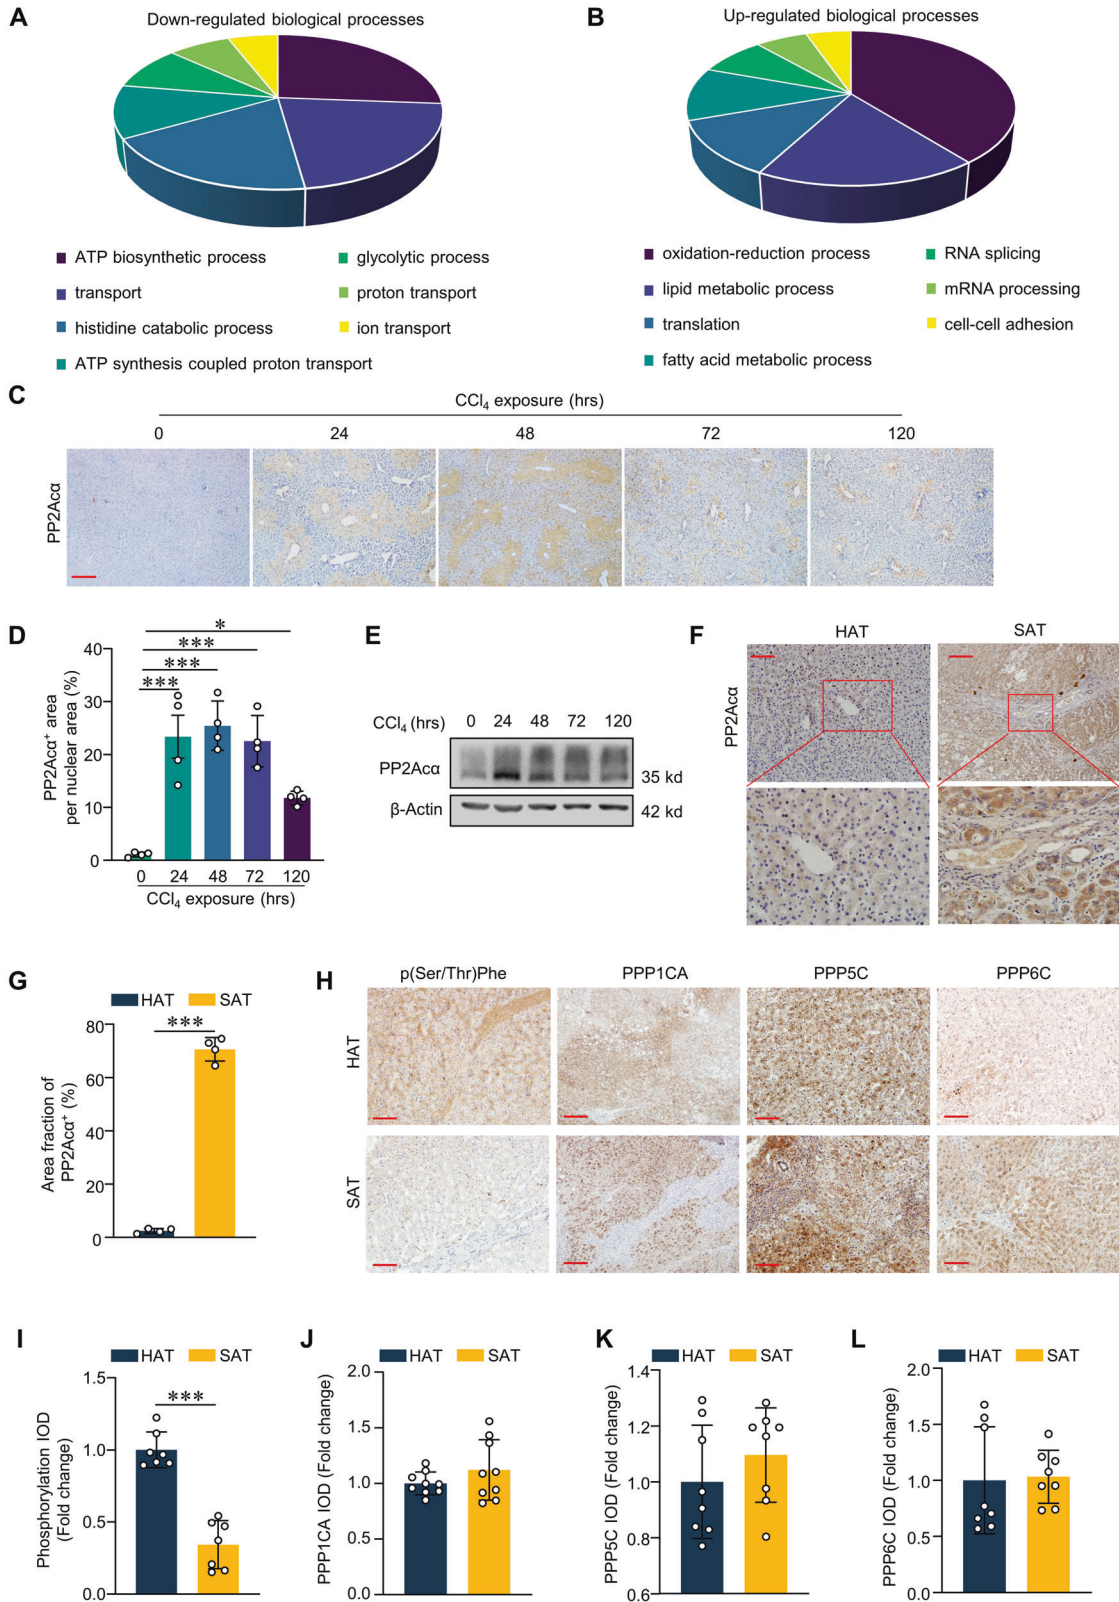 A
Down-regulated biological processes
ATP biosynthetic process
transport
histidine catabolic process
ATP synthesis coupled proton transport
glycolytic process
proton transport
ion transport
B
Up-regulated biological processes
oxidation-reduction process
lipid metabolic process
translation
fatty acid metabolic process
RNA splicing
mRNA processing
cell-cell adhesion
C
CCl₄ exposure (hrs)
0 24 48 72 120
PP2Acα
D
PP2Acα⁺ area
per nuclear area (%)
40
30
20
10
0
*
***
***
***
0 24 48 72 120
CCl₄ exposure (hrs)
E
CCl₄ (hrs) 0 24 48 72 120
PP2Acα 35 kd
β-Actin 42 kd
F
HAT SAT
PP2Acα
G
HAT SAT
Area fraction of
PP2Acα⁺ (%)
80
60
40
20
0
***
H
p(Ser/Thr)Phe PPP1CA PPP5C PPP6C
HAT
SAT
I
HAT SAT
Phosphorylation IOD
(Fold change)
1.5
1.0
0.5
0.0
***
J
HAT SAT
PPP1CA IOD (Fold change)
2.0
1.5
1.0
0.5
0.0
K
HAT SAT
PPP5C IOD (Fold change)
1.4
1.2
1.0
0.8
0.6
L
HAT SAT
PPP6C IOD (Fold change)
2.0
1.5
1.0
0.5
0.0